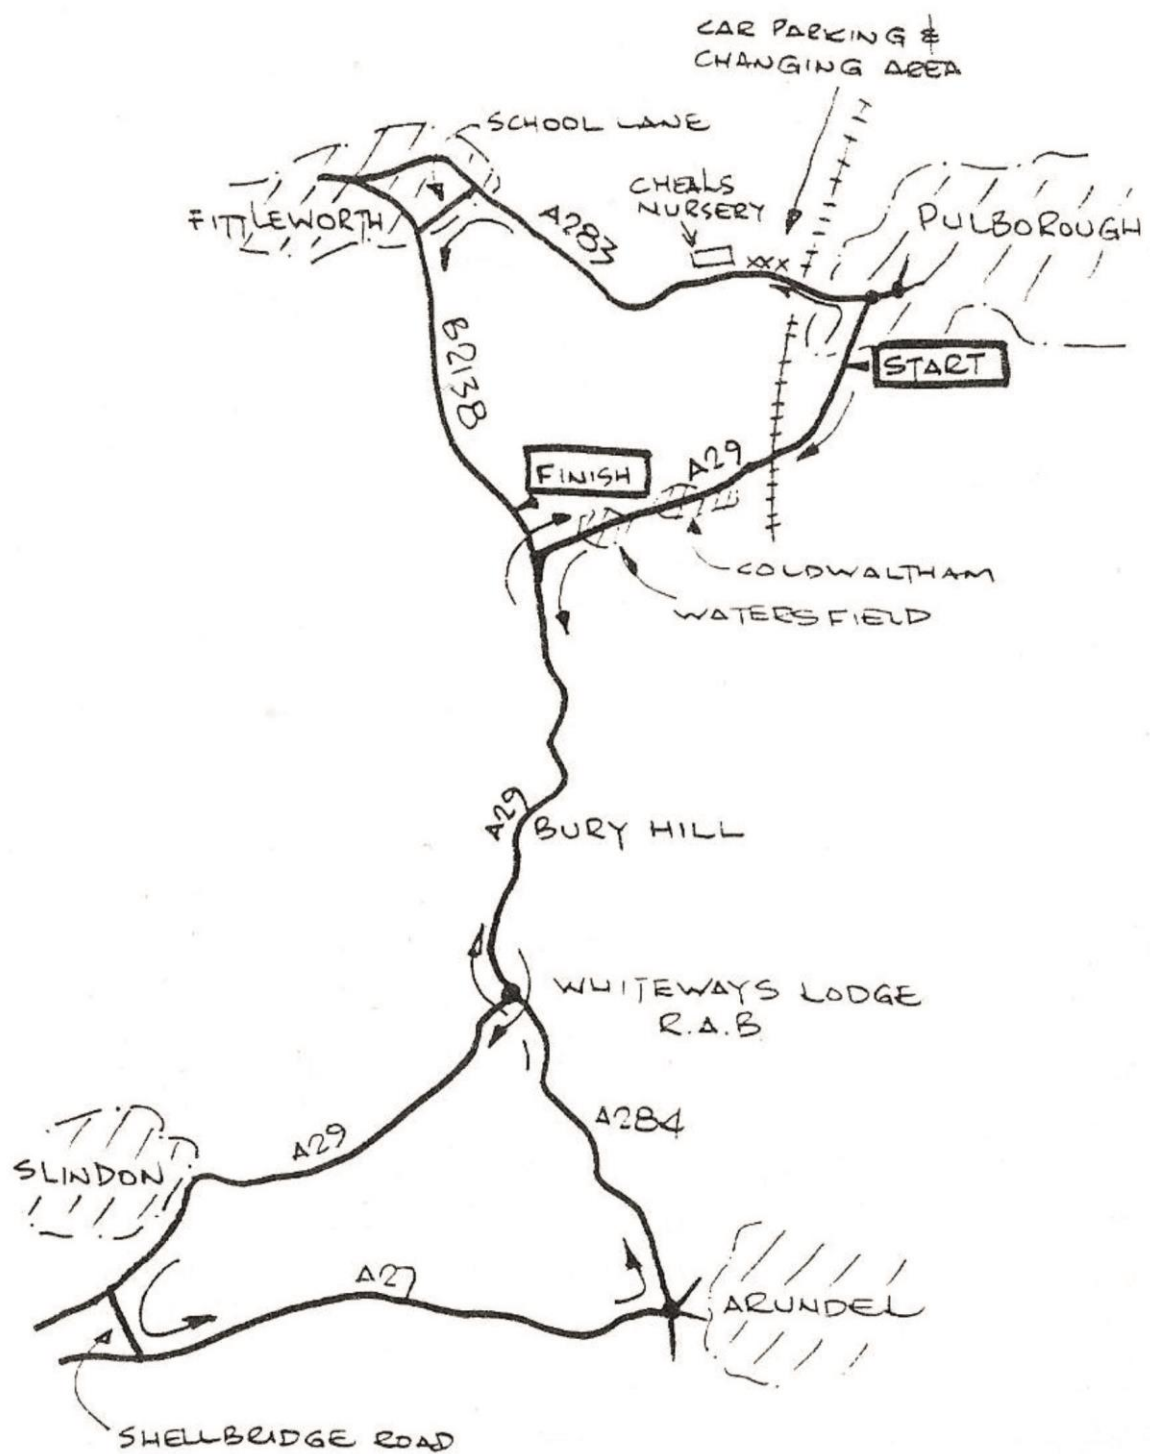 CAR PARKING &
CHANGING AREA
SCHOOL LANE
CHEALS
NURSERY
FITTLEWORTH
A283
PULBOROUGH
XXX
B2138
START
FINISH
A29
COLDWALTHAM
WATERSFIELD
A29
BURY HILL
WHITEWAYS LODGE
R.A.B
A284
A29
SLINDON
A27
ARUNDEL
SHELLBRIDGE ROAD